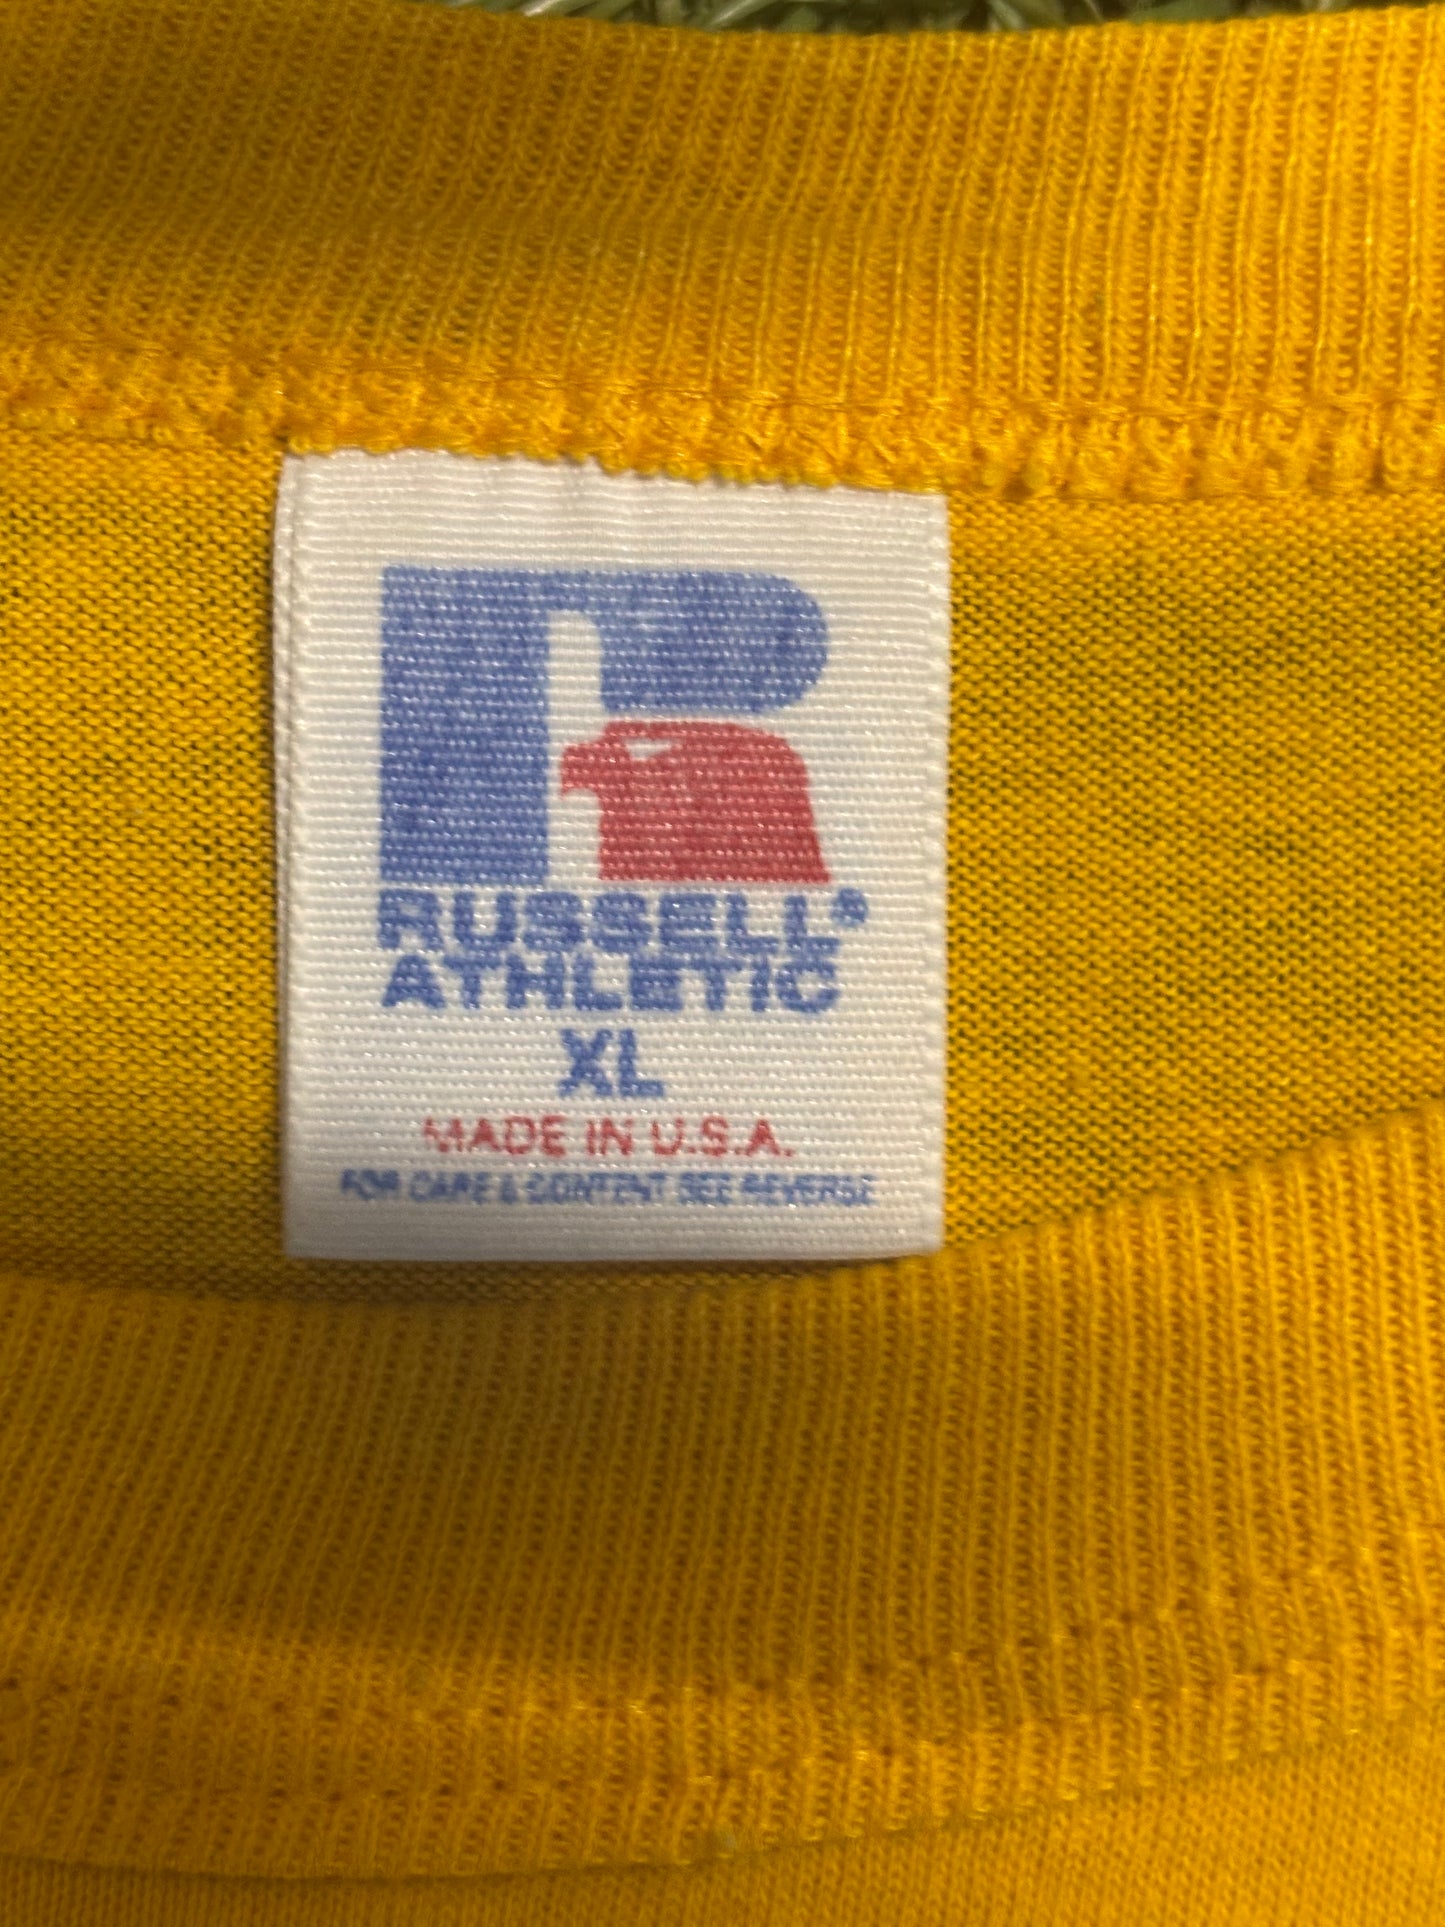 R
RUSSELL®
ATHLETIC
XL
MADE IN U.S.A.
FOR CARE & CONTENT SEE REVERSE